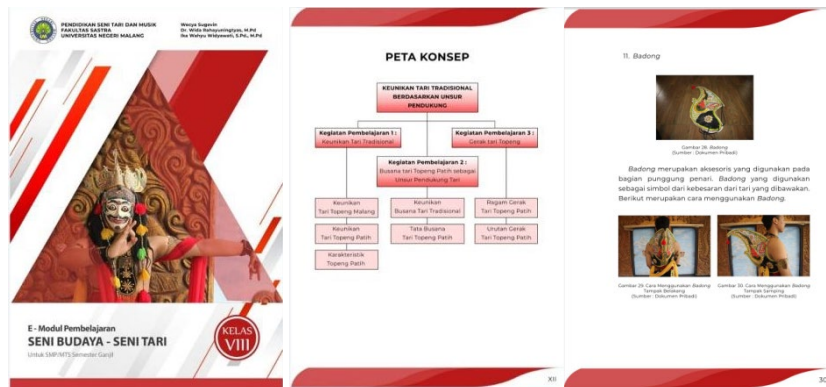 PENDIDIKAN SENI TARI DAN MUSIK
FAKULTAS SASTRA
UNIVERSITAS NEGERI MALANG
Wasya Sugovin
Dr. Wida Rahayuningtyas, M.Pd
Ika Wahyu Widyawati, S.Pd., M.Pd
E - Modul Pembelajaran
SENI BUDAYA - SENI TARI
Untuk SMP/MTS Semester Ganjil
KELAS
VIII
PETA KONSEP
KEUNIKAN TARI TRADISIONAL
BERDASARKAN UNSUR
PENDUKUNG
Kegiatan Pembelajaran 1 :
Keunikan Tari Tradisional
Kegiatan Pembelajaran 3 :
Gerak tari Topeng
Kegiatan Pembelajaran 2 :
Busana tari Topeng Patih sebagai
Unsur Pendukung Tari
Keunikan
Tari Topeng Malang
Keunikan
Busana Tari Tradisional
Ragam Gerak
Tari Topeng Patih
Keunikan
Tari Topeng Patih
Tata Busana
Tari Topeng Patih
Urutan Gerak
Tari Topeng Patih
Karakteristik
Topeng Patih
XII
11. Badong
Gambar 28. Badong
(Sumber : Dokumen Pribadi)
Badong merupakan aksesoris yang digunakan pada
bagian punggung penari. Badong yang digunakan
sebagai simbol dari kebesaran dari tari yang dibawakan.
Berikut merupakan cara menggunakan Badong.
Gambar 29. Cara Menggunakan Badong
Tampak Belakang
(Sumber : Dokumen Pribadi)
Gambar 30. Cara Menggunakan Badong
Tampak Samping
(Sumber : Dokumen Pribadi)
30